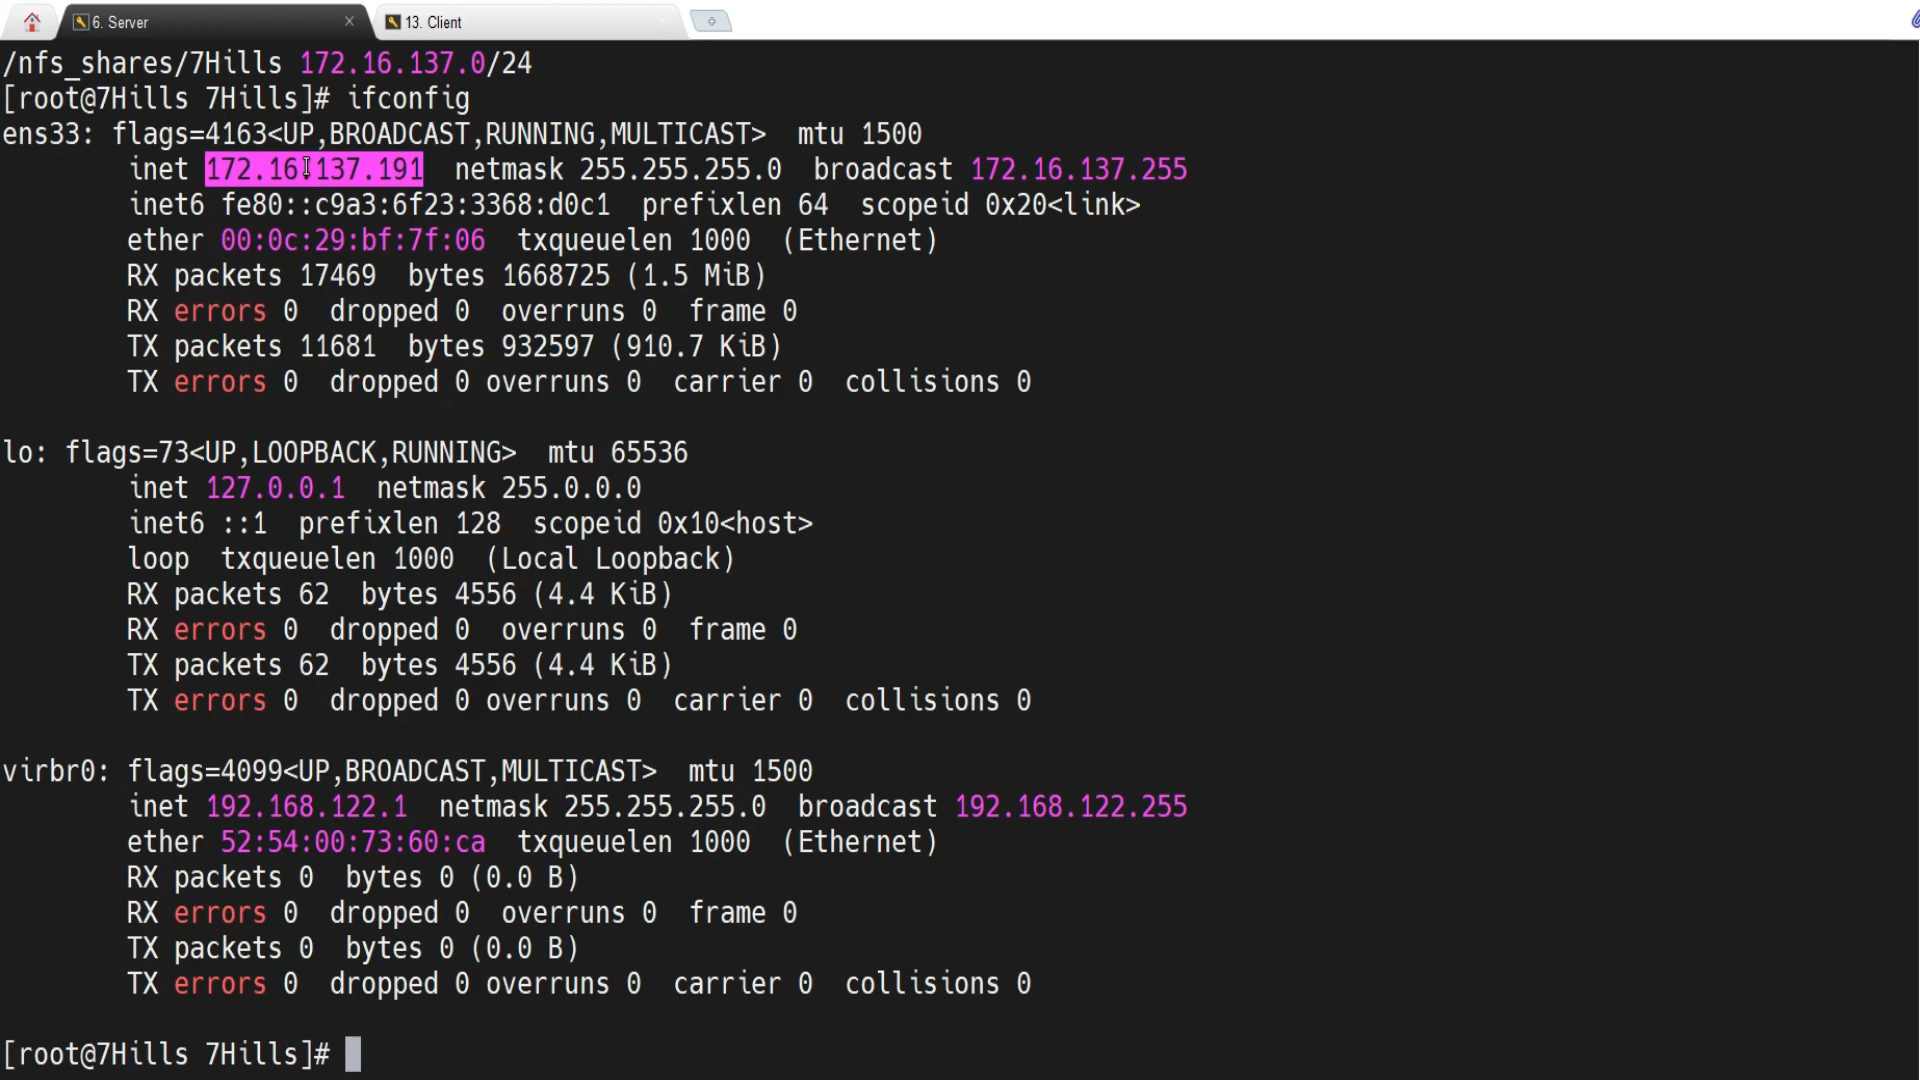 6. Server
13. Client
/nfs_shares/7Hills 172.16.137.0/24
[root@7Hills 7Hills]# ifconfig
ens33: flags=4163<UP,BROADCAST,RUNNING,MULTICAST>  mtu 1500
        inet 172.16.137.191  netmask 255.255.255.0  broadcast 172.16.137.255
        inet6 fe80::c9a3:6f23:3368:d0c1  prefixlen 64  scopeid 0x20<link>
        ether 00:0c:29:bf:7f:06  txqueuelen 1000  (Ethernet)
        RX packets 17469  bytes 1668725 (1.5 MiB)
        RX errors 0  dropped 0  overruns 0  frame 0
        TX packets 11681  bytes 932597 (910.7 KiB)
        TX errors 0  dropped 0 overruns 0  carrier 0  collisions 0
lo: flags=73<UP,LOOPBACK,RUNNING>  mtu 65536
        inet 127.0.0.1  netmask 255.0.0.0
        inet6 ::1  prefixlen 128  scopeid 0x10<host>
        loop  txqueuelen 1000  (Local Loopback)
        RX packets 62  bytes 4556 (4.4 KiB)
        RX errors 0  dropped 0  overruns 0  frame 0
        TX packets 62  bytes 4556 (4.4 KiB)
        TX errors 0  dropped 0 overruns 0  carrier 0  collisions 0
virbr0: flags=4099<UP,BROADCAST,MULTICAST>  mtu 1500
        inet 192.168.122.1  netmask 255.255.255.0  broadcast 192.168.122.255
        ether 52:54:00:73:60:ca  txqueuelen 1000  (Ethernet)
        RX packets 0  bytes 0 (0.0 B)
        RX errors 0  dropped 0  overruns 0  frame 0
        TX packets 0  bytes 0 (0.0 B)
        TX errors 0  dropped 0 overruns 0  carrier 0  collisions 0
[root@7Hills 7Hills]#